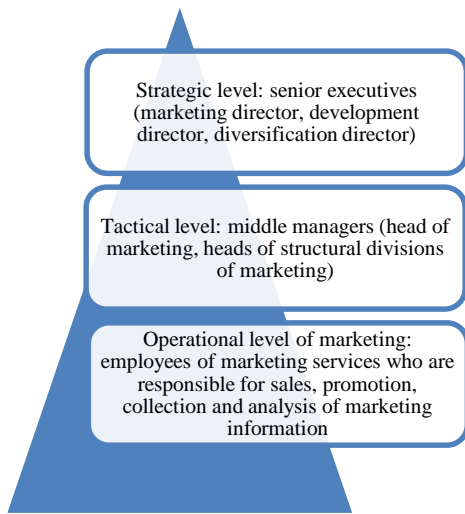 Strategic level: senior executives
(marketing director, development
director, diversification director)
Tactical level: middle managers (head of
marketing, heads of structural divisions
of marketing)
Operational level of marketing:
employees of marketing services who are
responsible for sales, promotion,
collection and analysis of marketing
information